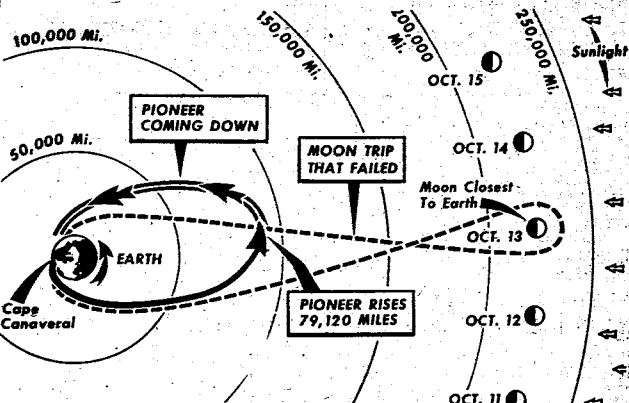 100,000 Mi.
150,000 Mi.
200,000
Mi.
250,000 Mi.
Sunlight
OCT. 15
PIONEER
COMING DOWN
50,000 Mi.
MOON TRIP
THAT FAILED
OCT. 14
Moon Closest
To Earth
OCT. 13
EARTH
Cape
Canaveral
PIONEER RISES
79,120 MILES
OCT. 12
OCT. 11